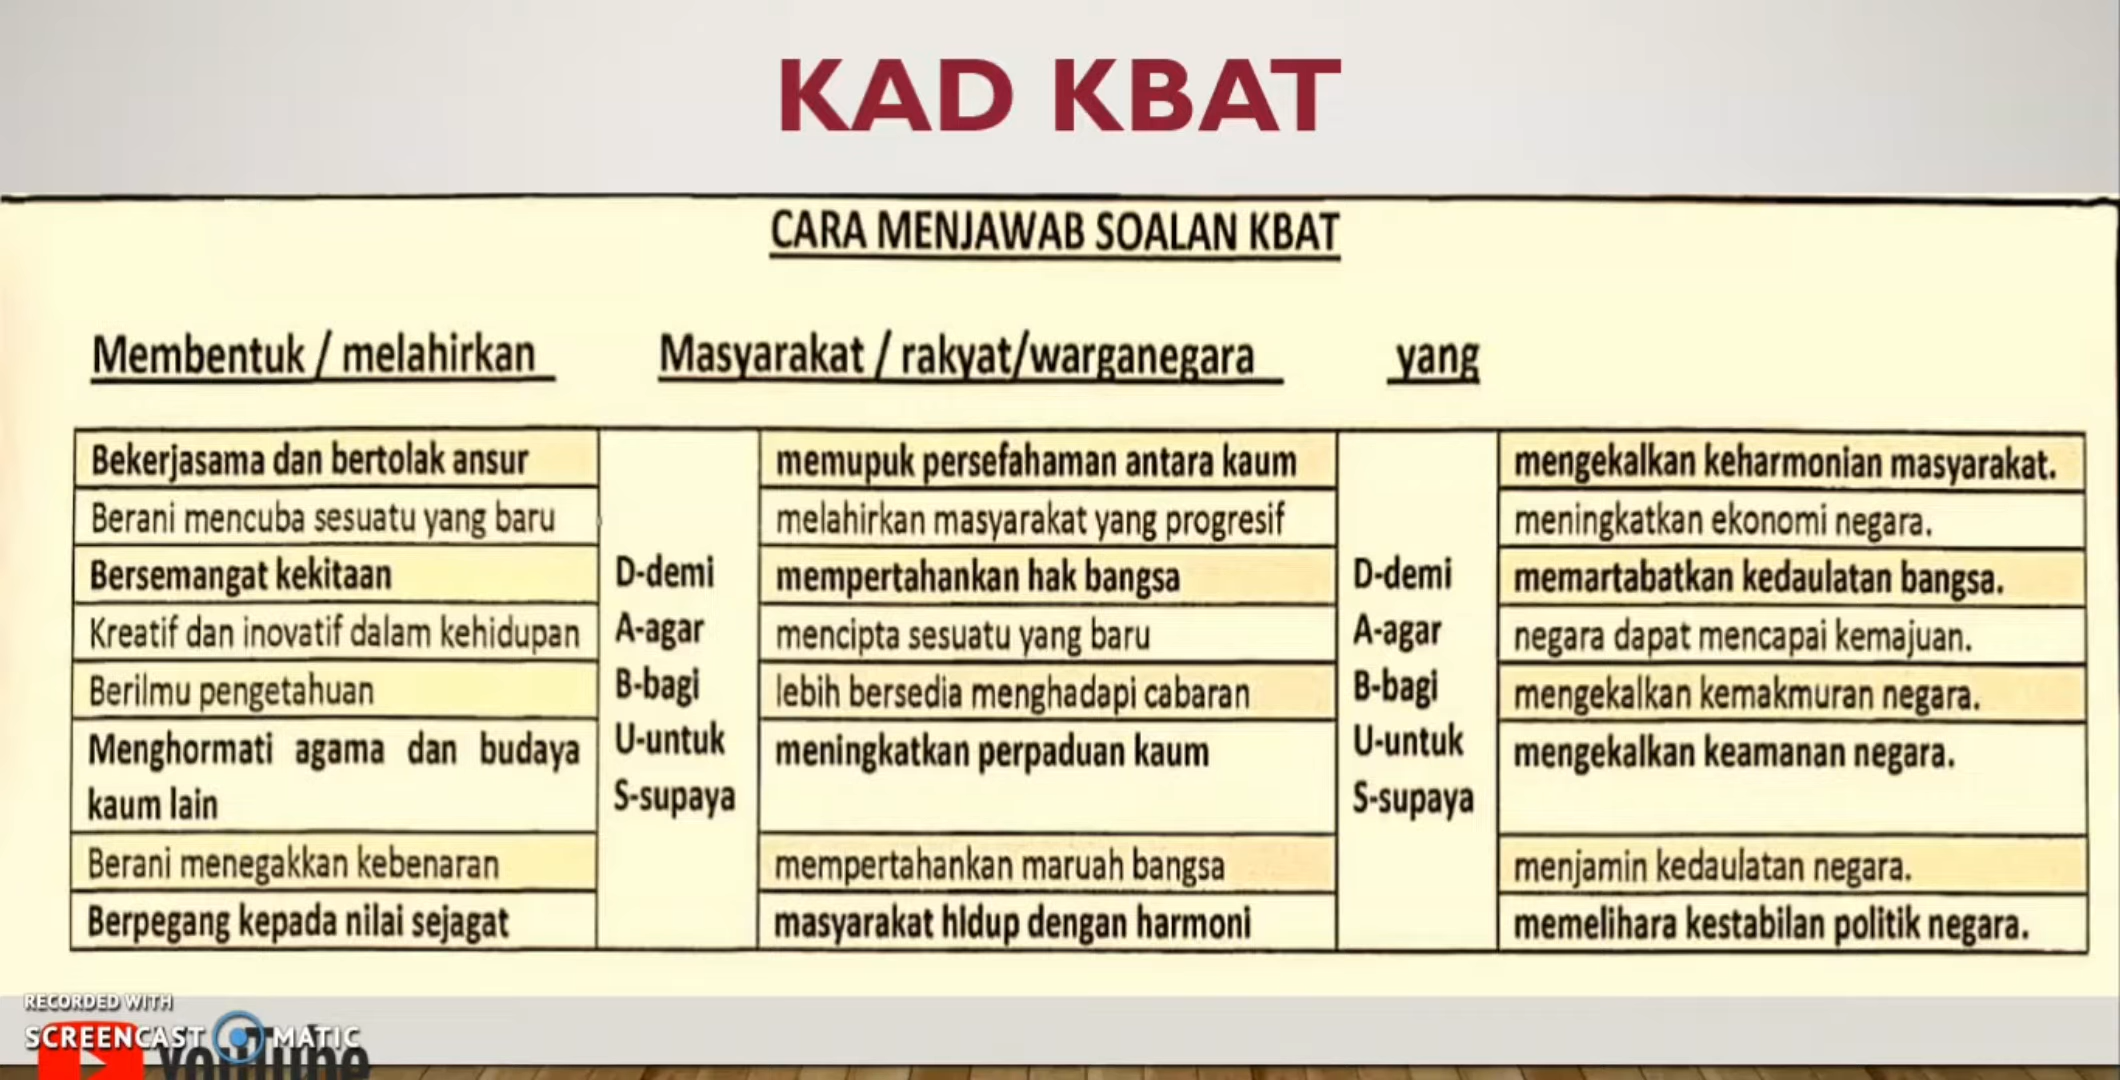 KAD KBAT
CARA MENJAWAB SOALAN KBAT
Membentuk / melahirkan Masyarakat / rakyat/warganegara yang
Bekerjasama dan bertolak ansur
Berani mencuba sesuatu yang baru
Bersemangat kekitaan
Kreatif dan inovatif dalam kehidupan
Berilmu pengetahuan
Menghormati agama dan budaya
kaum lain
Berani menegakkan kebenaran
Berpegang kepada nilai sejagat
D-demi
A-agar
B-bagi
U-untuk
S-supaya
memupuk persefahaman antara kaum
melahirkan masyarakat yang progresif
mempertahankan hak bangsa
mencipta sesuatu yang baru
lebih bersedia menghadapi cabaran
meningkatkan perpaduan kaum
mempertahankan maruah bangsa
masyarakat hIdup dengan harmoni
D-demi
A-agar
B-bagi
U-untuk
S-supaya
mengekalkan keharmonian masyarakat.
meningkatkan ekonomi negara.
memartabatkan kedaulatan bangsa.
negara dapat mencapai kemajuan.
mengekalkan kemakmuran negara.
mengekalkan keamanan negara.
menjamin kedaulatan negara.
memelihara kestabilan politik negara.
RECORDED WITH
SCREENCAST MATIC
YouTube